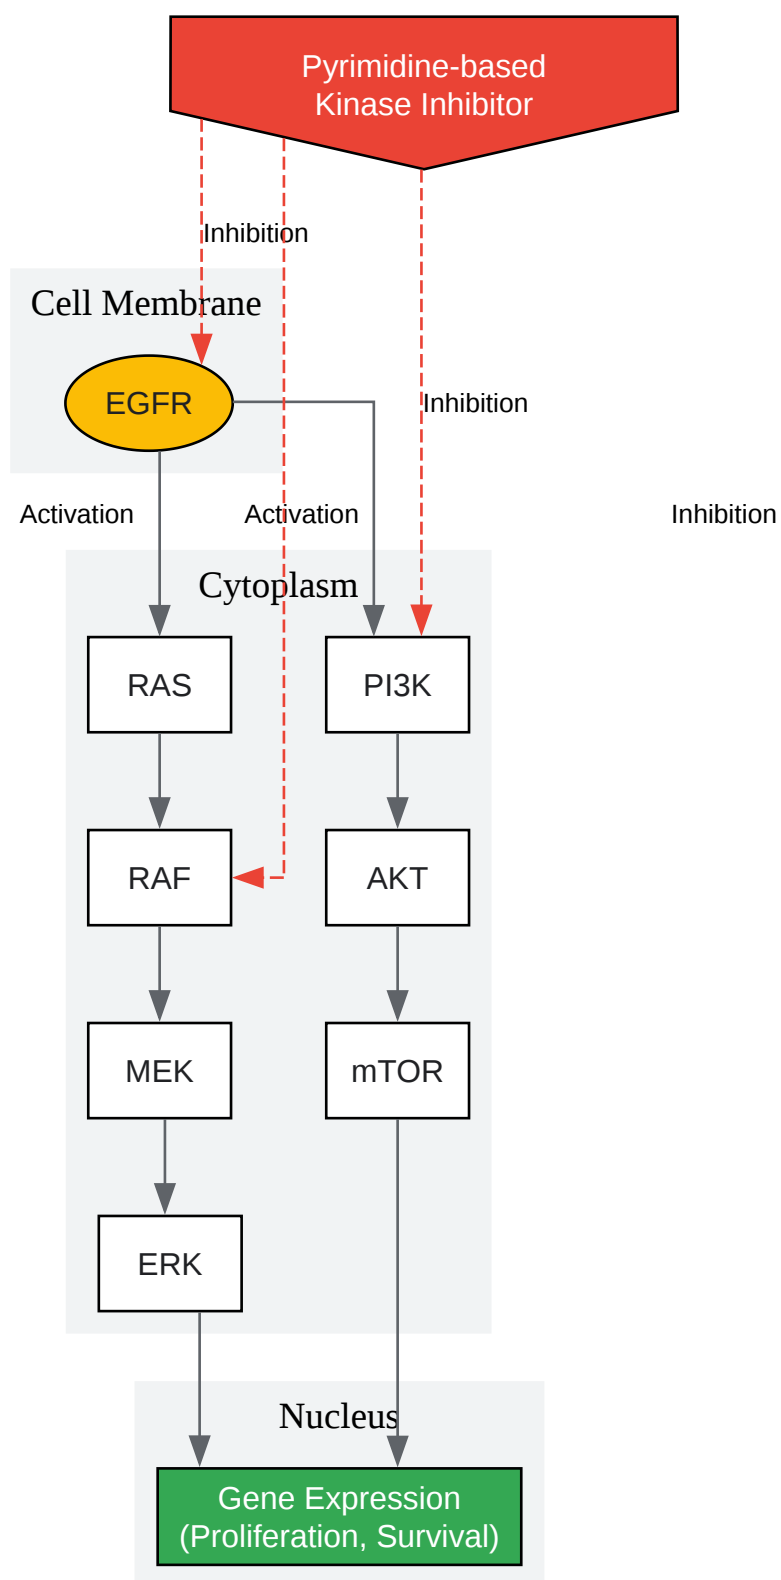 Pyrimidine-based
Kinase Inhibitor
Inhibition
Cell Membrane
EGFR
Inhibition
Activation
Activation
Inhibition
Cytoplasm
RAS
PI3K
RAF
AKT
MEK
mTOR
ERK
Nucleus
Gene Expression
(Proliferation, Survival)